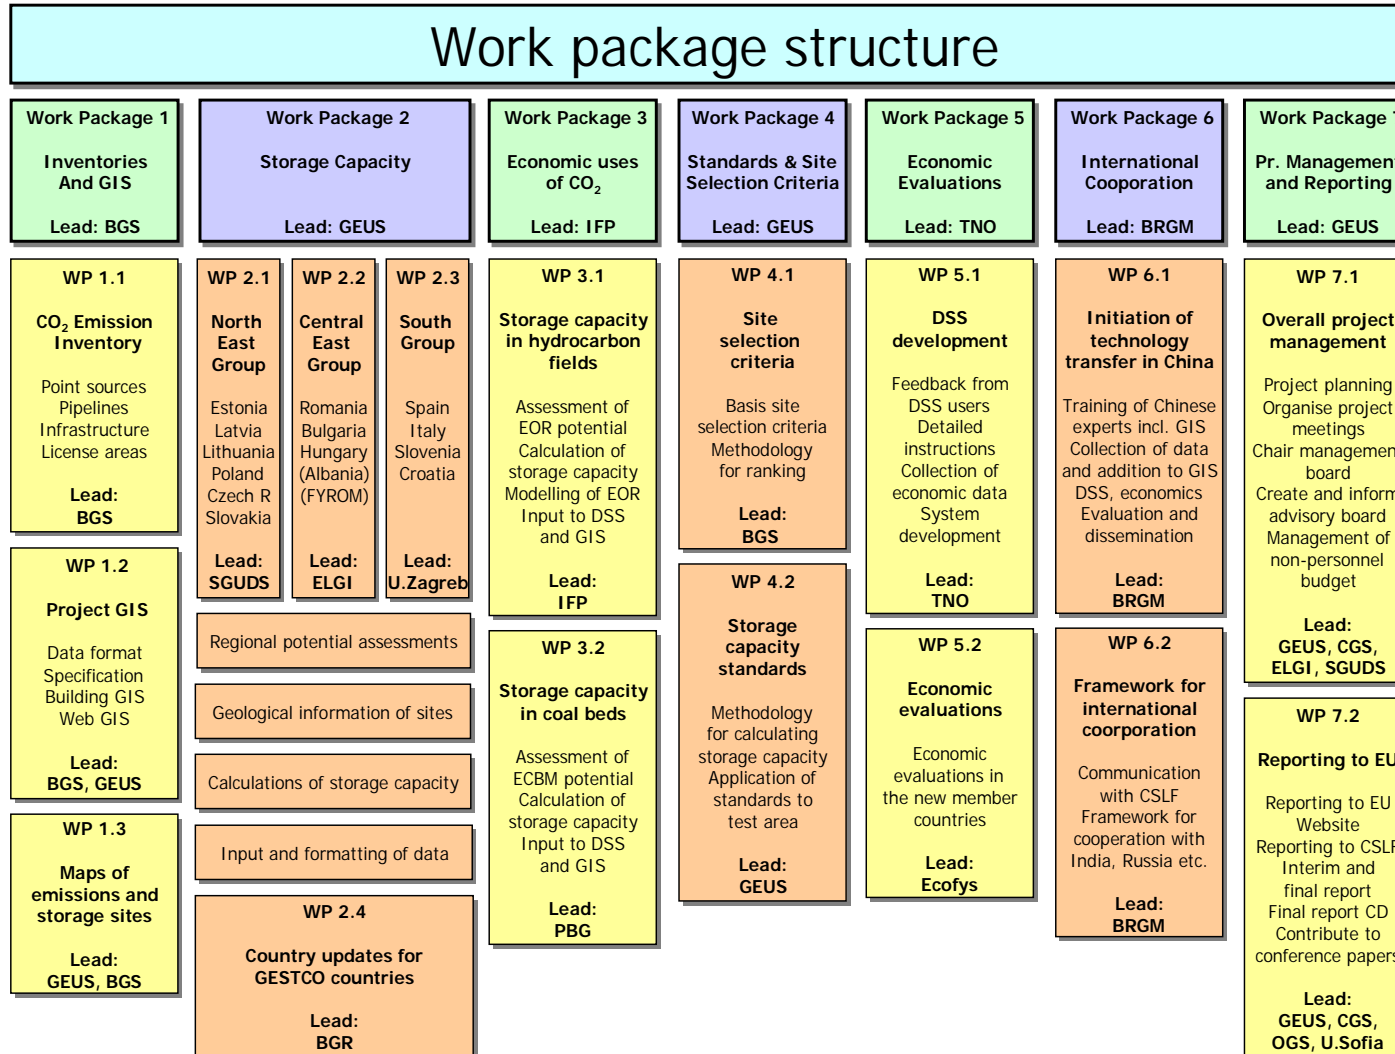 Work package structure
Work Package 1
Inventories
And GIS
Lead: BGS
Work Package 2
Storage Capacity
Lead: GEUS
Work Package 3
Economic uses
of CO₂
Lead: IFP
Work Package 4
Standards & Site
Selection Criteria
Lead: GEUS
Work Package 5
Economic
Evaluations
Lead: TNO
Work Package 6
International
Cooporation
Lead: BRGM
Work Package
Pr. Management
and Reporting
Lead: GEUS
WP 1.1
CO₂ Emission
Inventory
Point sources
Pipelines
Infrastructure
License areas
Lead:
BGS
WP 1.2
Project GIS
Data format
Specification
Building GIS
Web GIS
Lead:
BGS, GEUS
WP 1.3
Maps of
emissions and
storage sites
Lead:
GEUS, BGS
WP 2.1
North
East
Group
Estonia
Latvia
Lithuania
Poland
Czech R
Slovakia
Lead:
SGUDS
WP 2.2
Central
East
Group
Romania
Bulgaria
Hungary
(Albania)
(FYROM)
Lead:
ELGI
WP 2.3
South
Group
Spain
Italy
Slovenia
Croatia
Lead:
U.Zagreb
Regional potential assessments
Geological information of sites
Calculations of storage capacity
Input and formatting of data
WP 2.4
Country updates for
GESTCO countries
Lead:
BGR
WP 3.1
Storage capacity
in hydrocarbon
fields
Assessment of
EOR potential
Calculation of
storage capacity
Modelling of EOR
Input to DSS
and GIS
Lead:
IFP
WP 3.2
Storage capacity
in coal beds
Assessment of
ECBM potential
Calculation of
storage capacity
Input to DSS
and GIS
Lead:
PBG
WP 4.1
Site
selection
criteria
Basis site
selection criteria
Methodology
for ranking
Lead:
BGS
WP 4.2
Storage
capacity
standards
Methodology
for calculating
storage capacity
Application of
standards to
test area
Lead:
GEUS
WP 5.1
DSS
development
Feedback from
DSS users
Detailed
instructions
Collection of
economic data
System
development
Lead:
TNO
WP 5.2
Economic
evaluations
Economic
evaluations in
the new member
countries
Lead:
Ecofys
WP 6.1
Initiation of
technology
transfer in China
Training of Chinese
experts incl. GIS
Collection of data
and addition to GIS
DSS, economics
Evaluation and
dissemination
Lead:
BRGM
WP 6.2
Framework for
international
coorporation
Communication
with CSLF
Framework for
cooperation with
India, Russia etc.
Lead:
BRGM
WP 7.1
Overall project
management
Project planning
Organise project
meetings
Chair management
board
Create and inform
advisory board
Management of
non-personnel
budget
Lead:
GEUS, CGS,
ELGI, SGUDS
WP 7.2
Reporting to EU
Reporting to EU
Website
Reporting to CSLF
Interim and
final report
Final report CD
Contribute to
conference papers
Lead:
GEUS, CGS,
OGS, U.Sofia